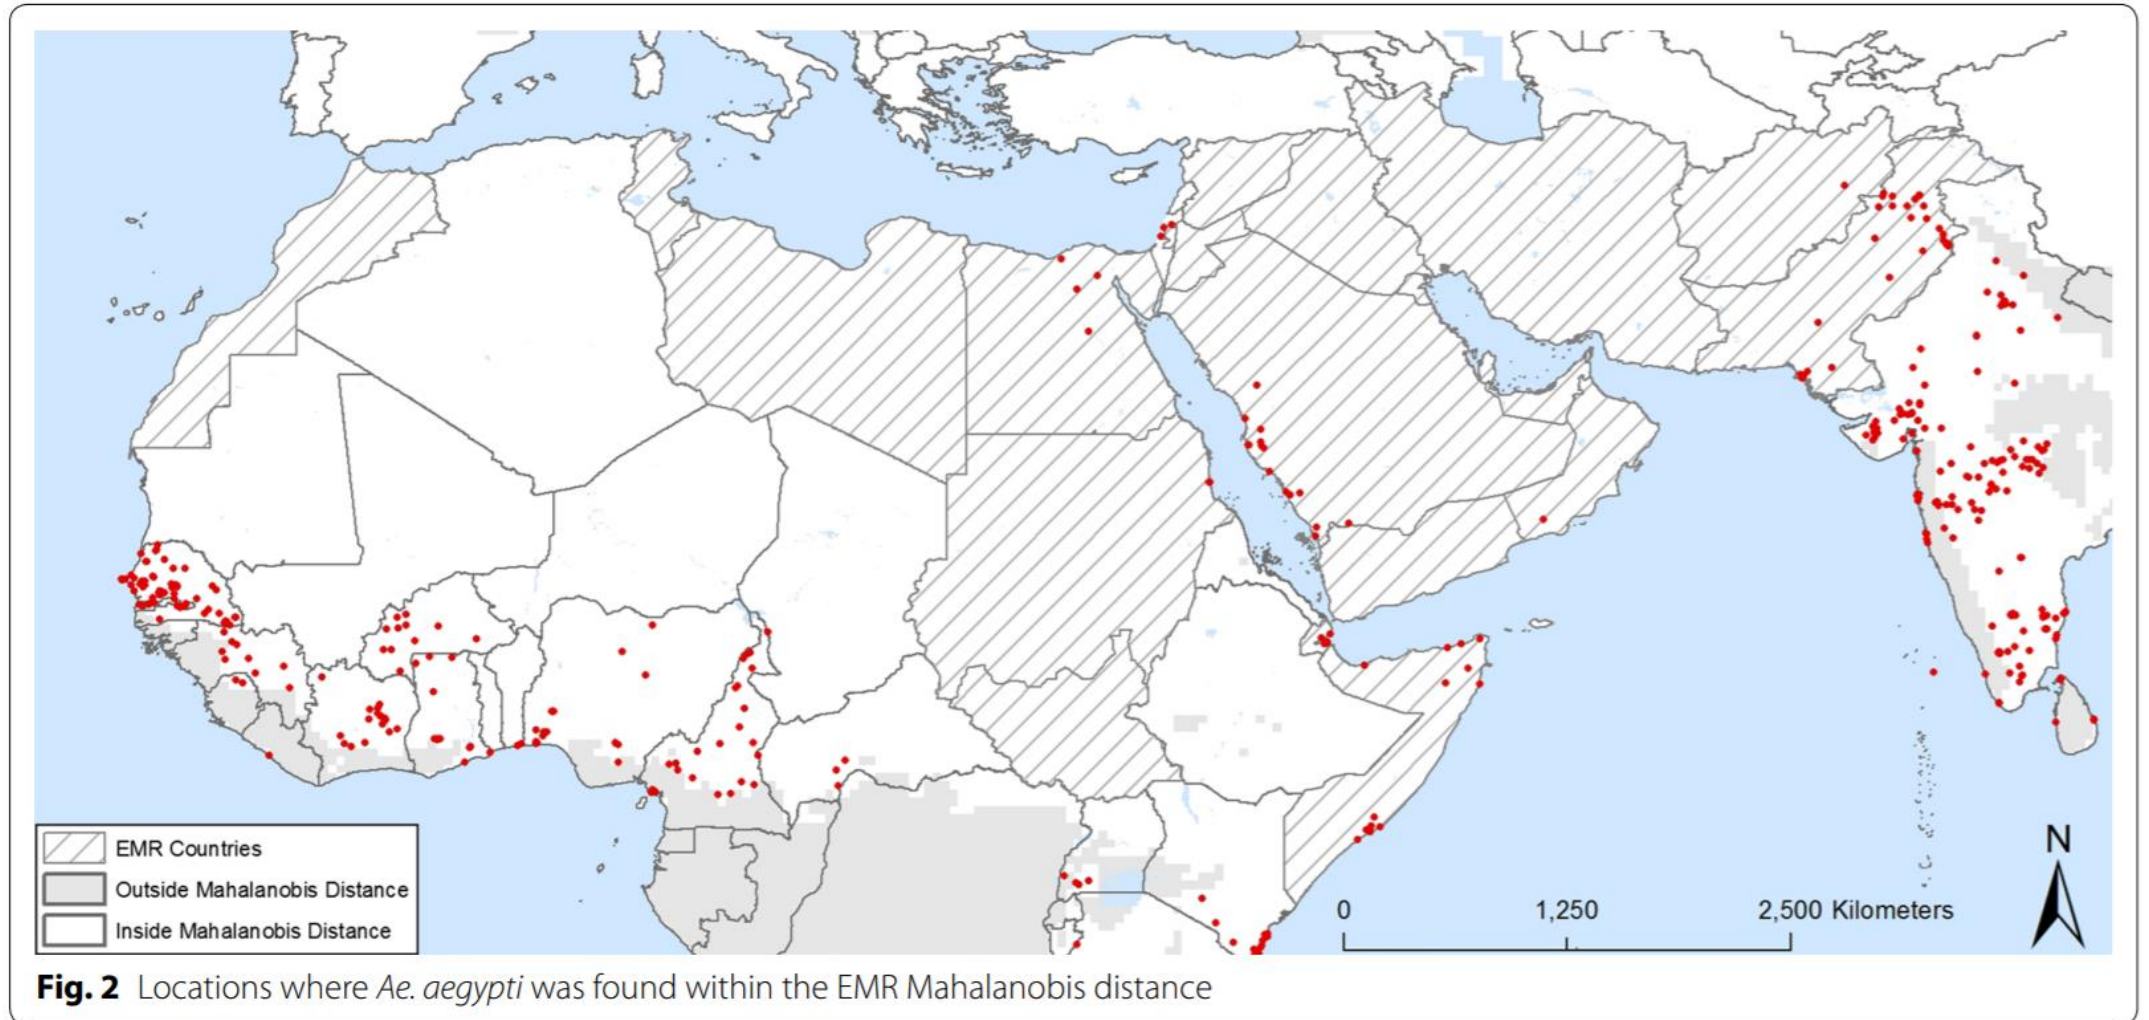 EMR Countries
Outside Mahalanobis Distance
Inside Mahalanobis Distance
0 1,250 2,500 Kilometers
N
Fig. 2 Locations where Ae. aegypti was found within the EMR Mahalanobis distance